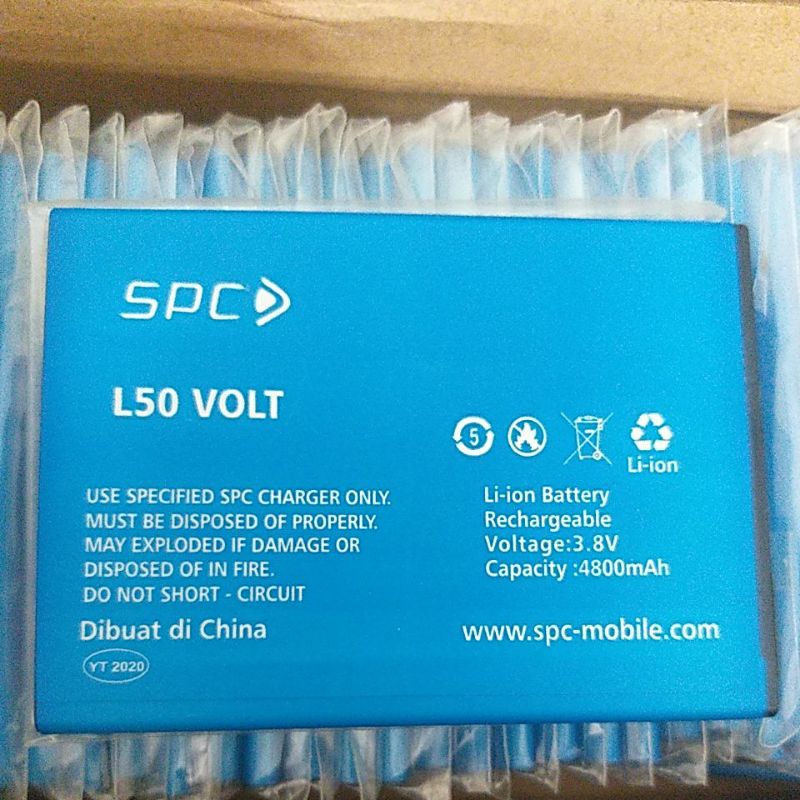 SPC
L50 VOLT
5
Li-ion
USE SPECIFIED SPC CHARGER ONLY.
MUST BE DISPOSED OF PROPERLY.
MAY EXPLODED IF DAMAGE OR
DISPOSED OF IN FIRE.
DO NOT SHORT - CIRCUIT
Dibuat di China
YT 2020
Li-ion Battery
Rechargeable
Voltage:3.8V
Capacity :4800mAh
www.spc-mobile.com